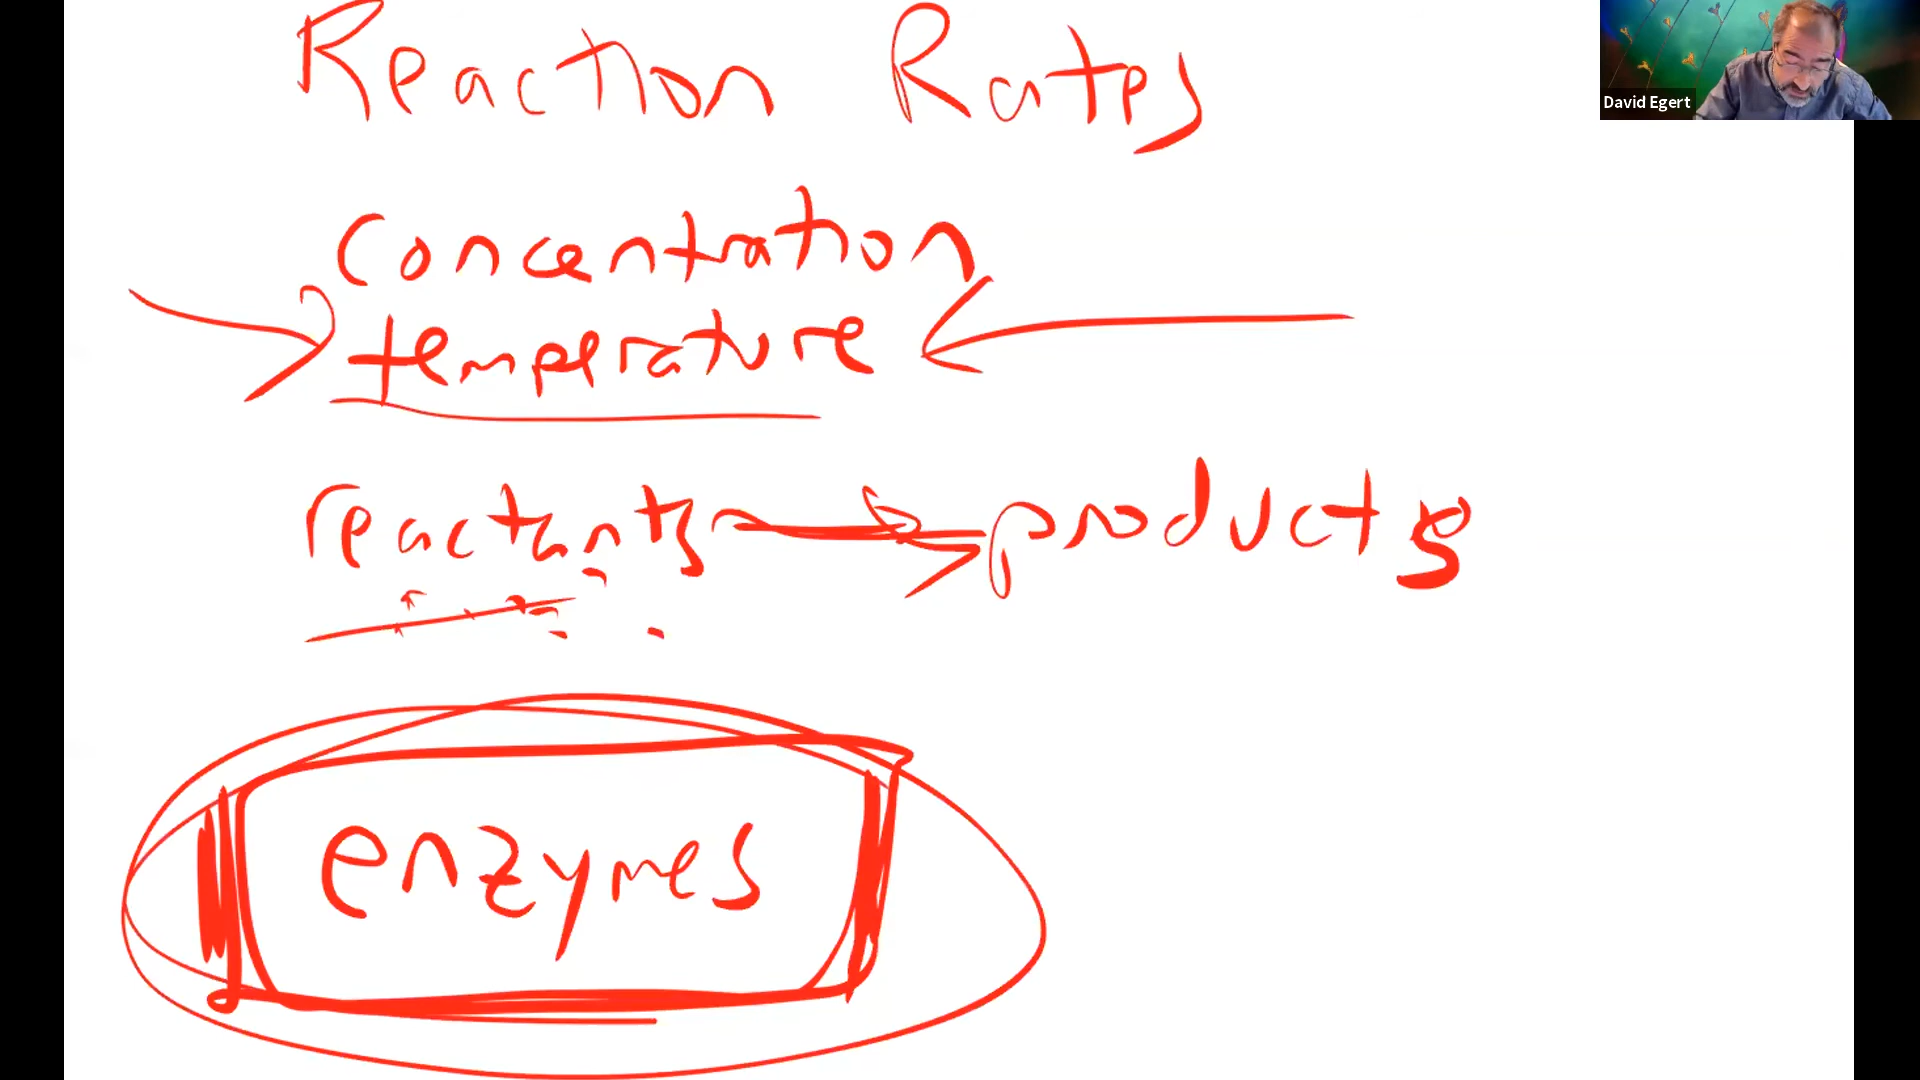 Reaction Rates
David Egert
concentration
temperature
reactants → products
enzymes